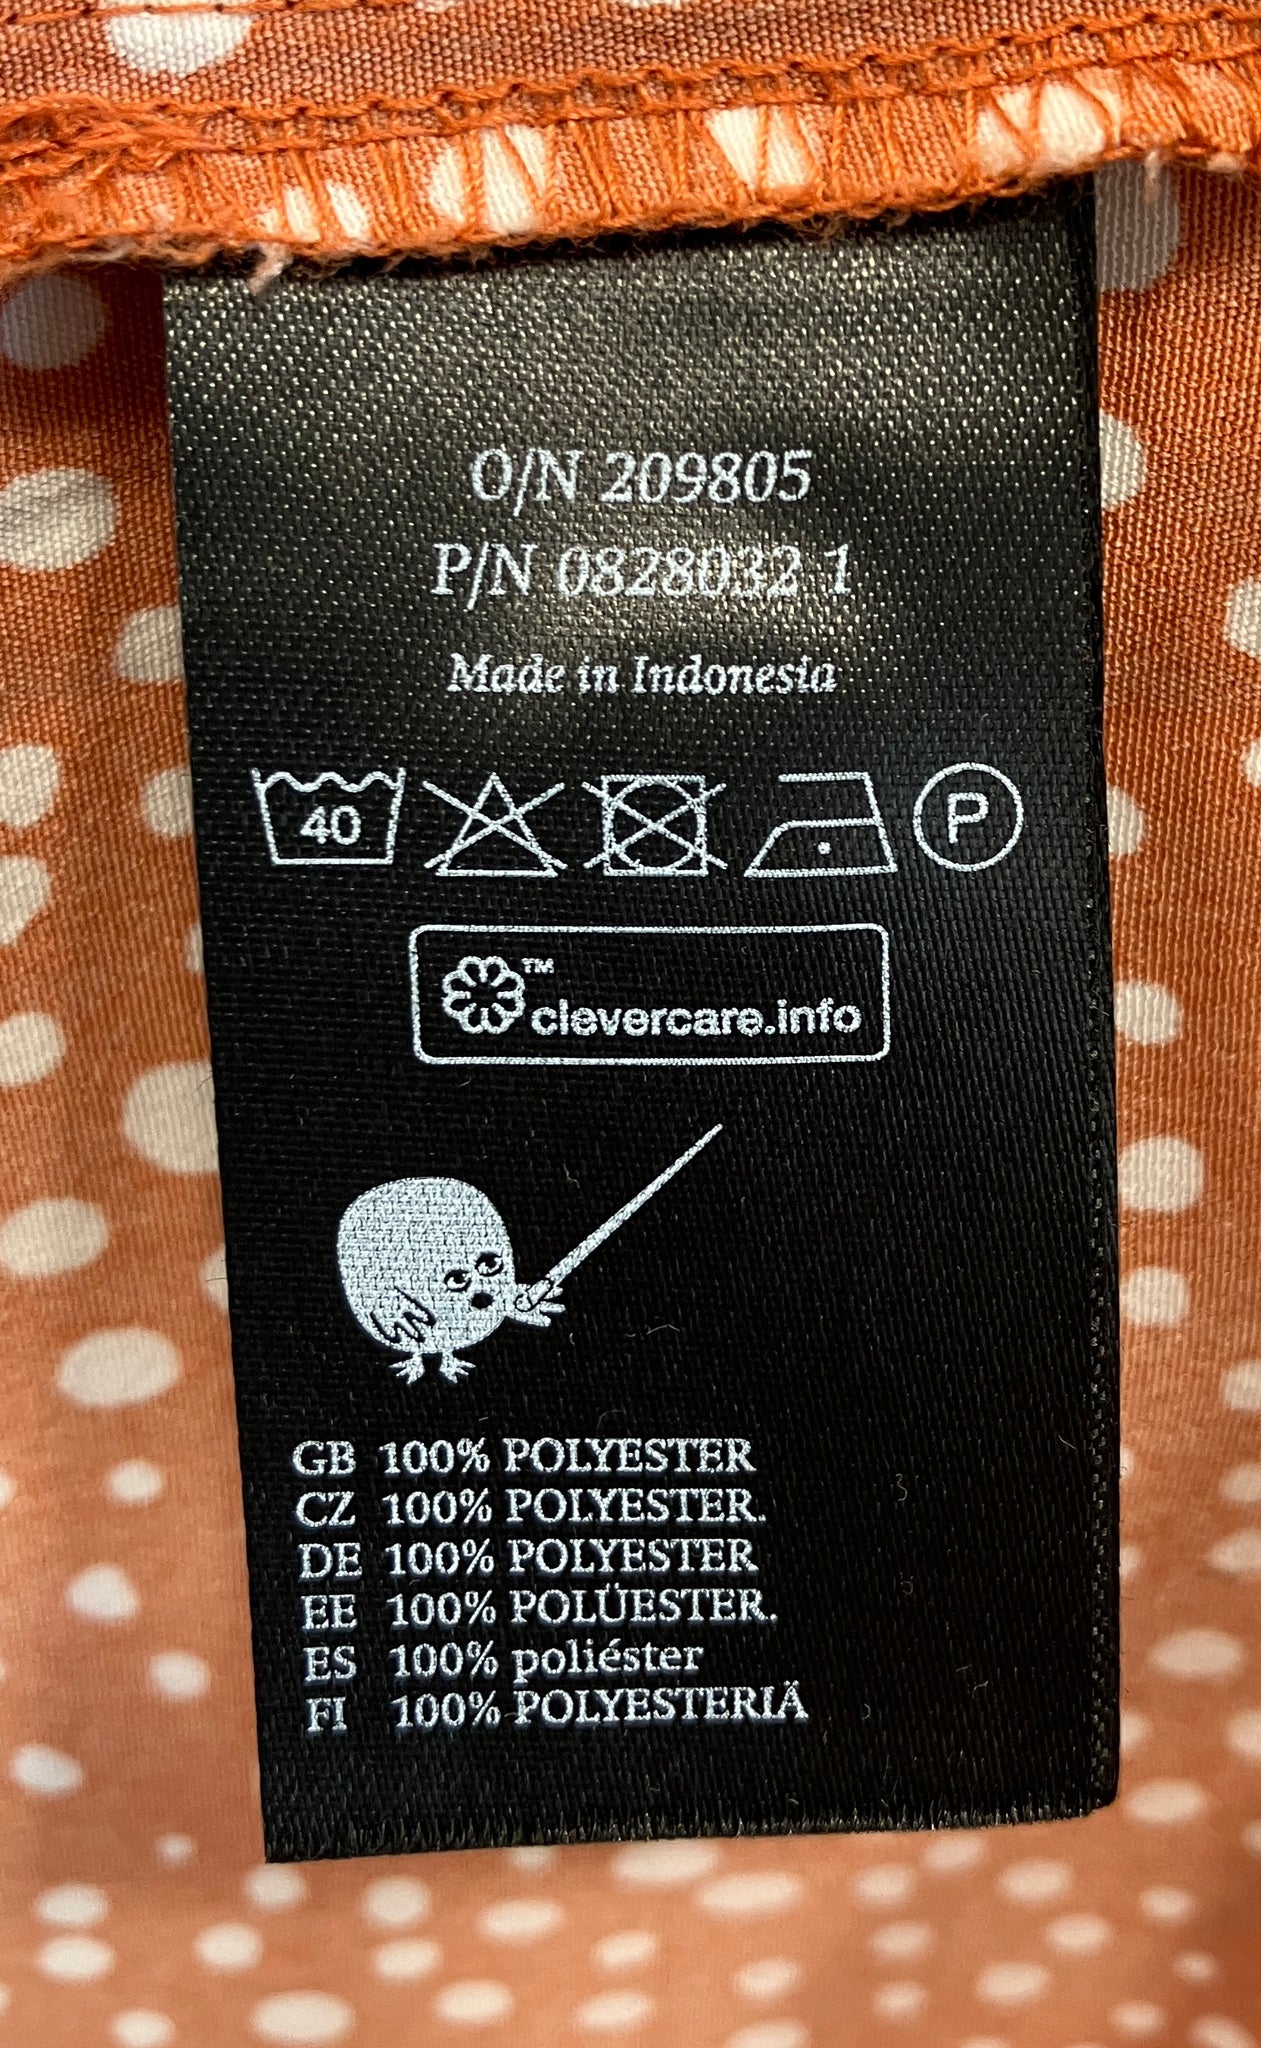 O/N 209805
P/N 0828032 1
Made in Indonesia
40 P
™ clevercare.info
GB 100% POLYESTER
CZ 100% POLYESTER.
DE 100% POLYESTER
EE 100% POLÜESTER.
ES 100% poliéster
FI 100% POLYESTERIÄ